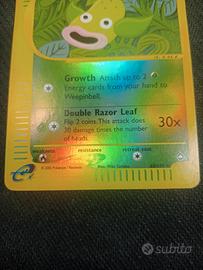 Growth Attach up to 2
Energy cards from your hand to
Weepinbell.
Double Razor Leaf
Flip 2 coins. This attack does
30 damage times the number
of heads.
30x
weakness
resistance
retreat cost
subito